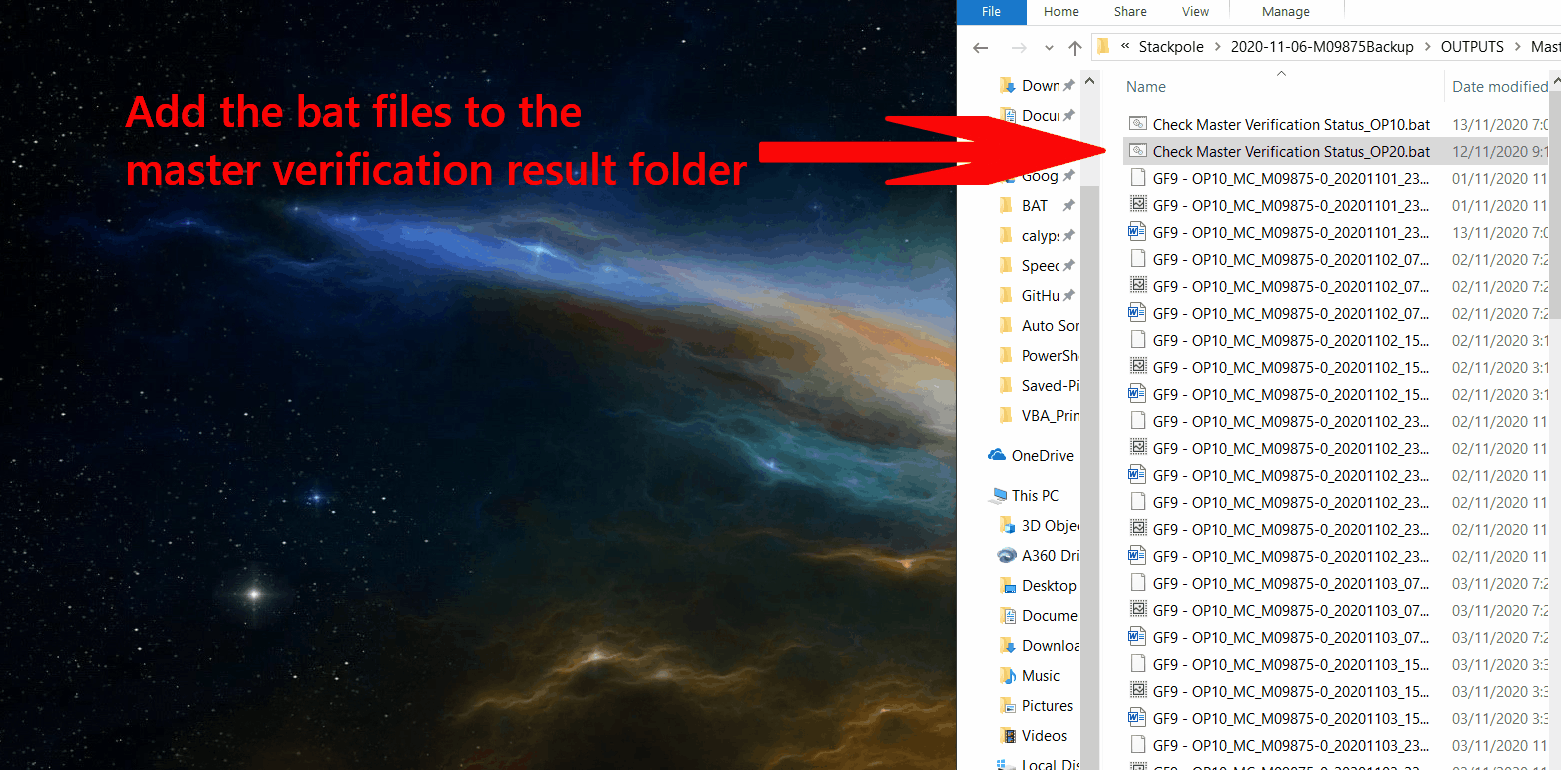 File Home Share View Manage
« Stackpole > 2020-11-06-M09875Backup > OUTPUTS > Mast
Add the bat files to the
master verification result folder
Down
Docur
Goog
BAT
calyp
Speec
GitHu
Auto Sor
PowerSh
Saved-Pi
VBA_Prin
OneDrive
This PC
3D Obje
A360 Dri
Desktop
Docume
Downloa
Music
Pictures
Videos
Local Dis
Name Date modified
Check Master Verification Status_OP10.bat 13/11/2020 7:0
Check Master Verification Status_OP20.bat 12/11/2020 9:1
GF9 - OP10_MC_M09875-0_20201101_23... 01/11/2020 11
GF9 - OP10_MC_M09875-0_20201101_23... 01/11/2020 11
GF9 - OP10_MC_M09875-0_20201101_23... 13/11/2020 7:0
GF9 - OP10_MC_M09875-0_20201102_07... 02/11/2020 7:2
GF9 - OP10_MC_M09875-0_20201102_07... 02/11/2020 7:2
GF9 - OP10_MC_M09875-0_20201102_07... 02/11/2020 7:2
GF9 - OP10_MC_M09875-0_20201102_15... 02/11/2020 3:1
GF9 - OP10_MC_M09875-0_20201102_15... 02/11/2020 3:1
GF9 - OP10_MC_M09875-0_20201102_15... 02/11/2020 3:1
GF9 - OP10_MC_M09875-0_20201102_23... 02/11/2020 11
GF9 - OP10_MC_M09875-0_20201102_23... 02/11/2020 11
GF9 - OP10_MC_M09875-0_20201102_23... 02/11/2020 11
GF9 - OP10_MC_M09875-0_20201102_23... 02/11/2020 11
GF9 - OP10_MC_M09875-0_20201102_23... 02/11/2020 11
GF9 - OP10_MC_M09875-0_20201102_23... 02/11/2020 11
GF9 - OP10_MC_M09875-0_20201103_07... 03/11/2020 7:2
GF9 - OP10_MC_M09875-0_20201103_07... 03/11/2020 7:2
GF9 - OP10_MC_M09875-0_20201103_07... 03/11/2020 7:2
GF9 - OP10_MC_M09875-0_20201103_15... 03/11/2020 3:3
GF9 - OP10_MC_M09875-0_20201103_15... 03/11/2020 3:3
GF9 - OP10_MC_M09875-0_20201103_15... 03/11/2020 3:3
GF9 - OP10_MC_M09875-0_20201103_23... 03/11/2020 11